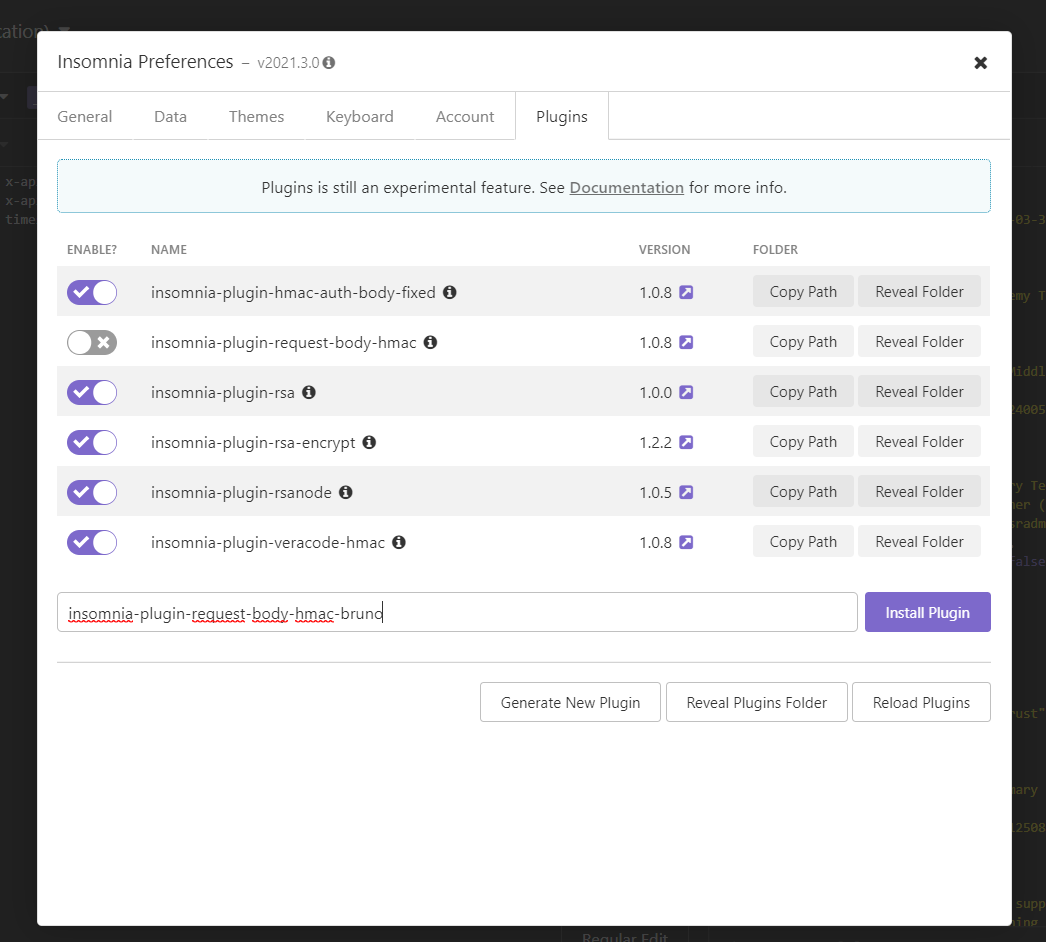 Insomnia Preferences – v2021.3.0
General Data Themes Keyboard Account Plugins
x-ap
x-ap
time
Plugins is still an experimental feature. See Documentation for more info.
03-3
ENABLE? NAME VERSION FOLDER
insomnia-plugin-hmac-auth-body-fixed 1.0.8 Copy Path Reveal Folder
insomnia-plugin-request-body-hmac 1.0.8 Copy Path Reveal Folder
insomnia-plugin-rsa 1.0.0 Copy Path Reveal Folder
insomnia-plugin-rsa-encrypt 1.2.2 Copy Path Reveal Folder
insomnia-plugin-rsanode 1.0.5 Copy Path Reveal Folder
insomnia-plugin-veracode-hmac 1.0.8 Copy Path Reveal Folder
insomnia-plugin-request-body-hmac-bruno Install Plugin
Generate New Plugin Reveal Plugins Folder Reload Plugins
Regular Edit